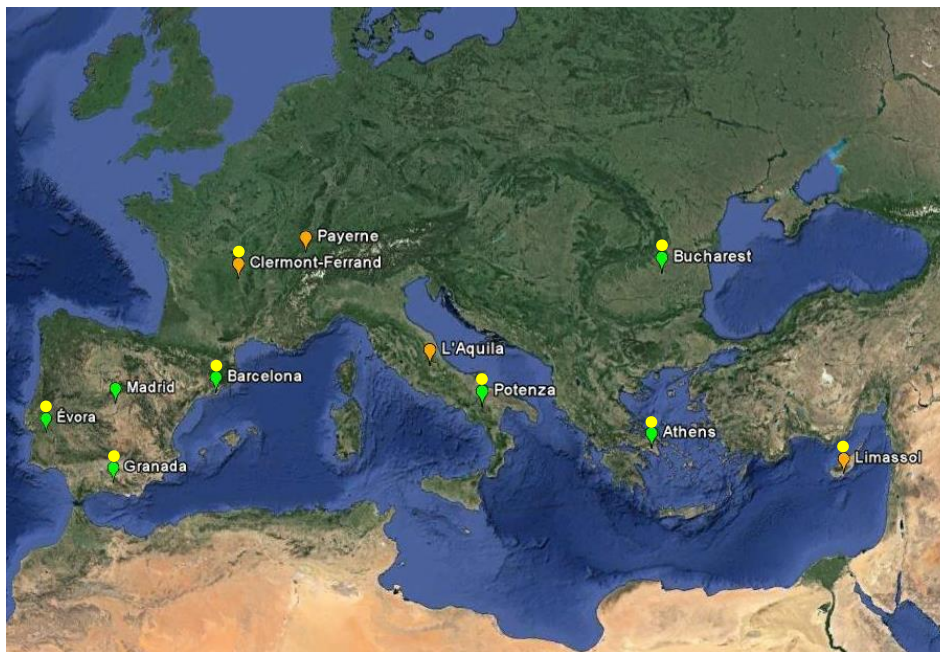 Payerne
Clermont-Ferrand
Bucharest
L'Aquila
Barcelona
Madrid
Potenza
Évora
Athens
Granada
Limassol